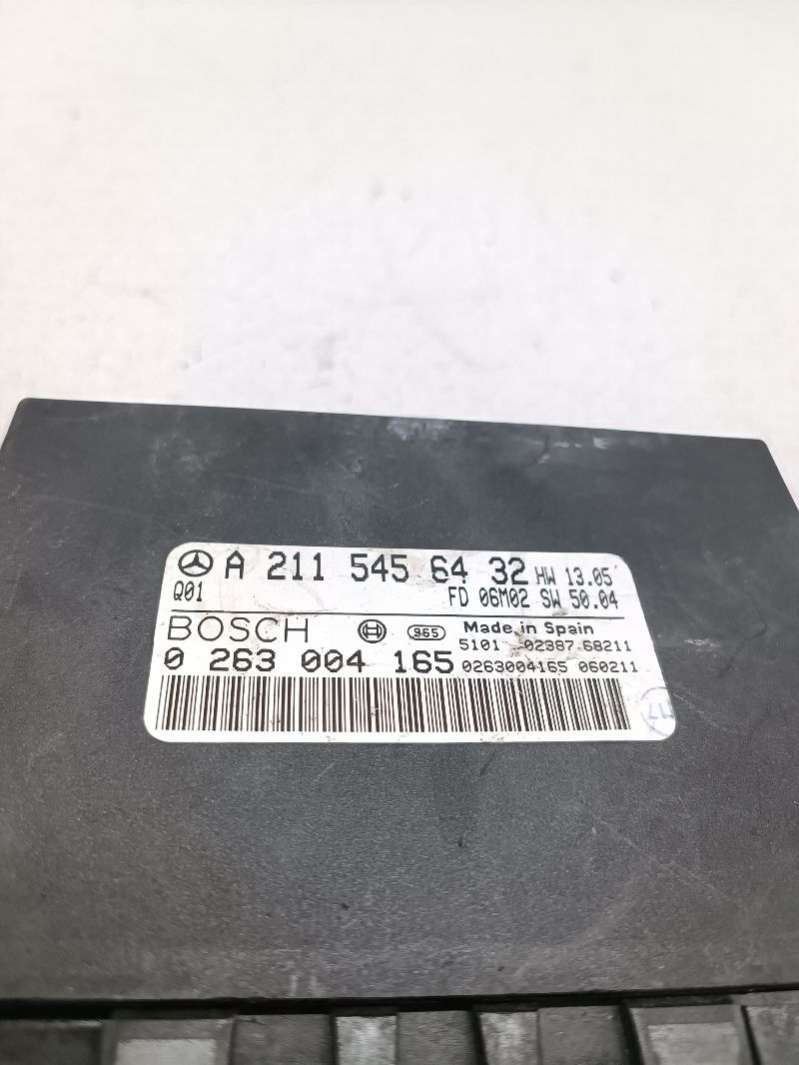 A 211 545 64 32 HW 13.05
Q01 FD 06M02 SW 50.04
BOSCH 965 Made in Spain
5101 02387 68211
0 263 004 165 0263004165 060211